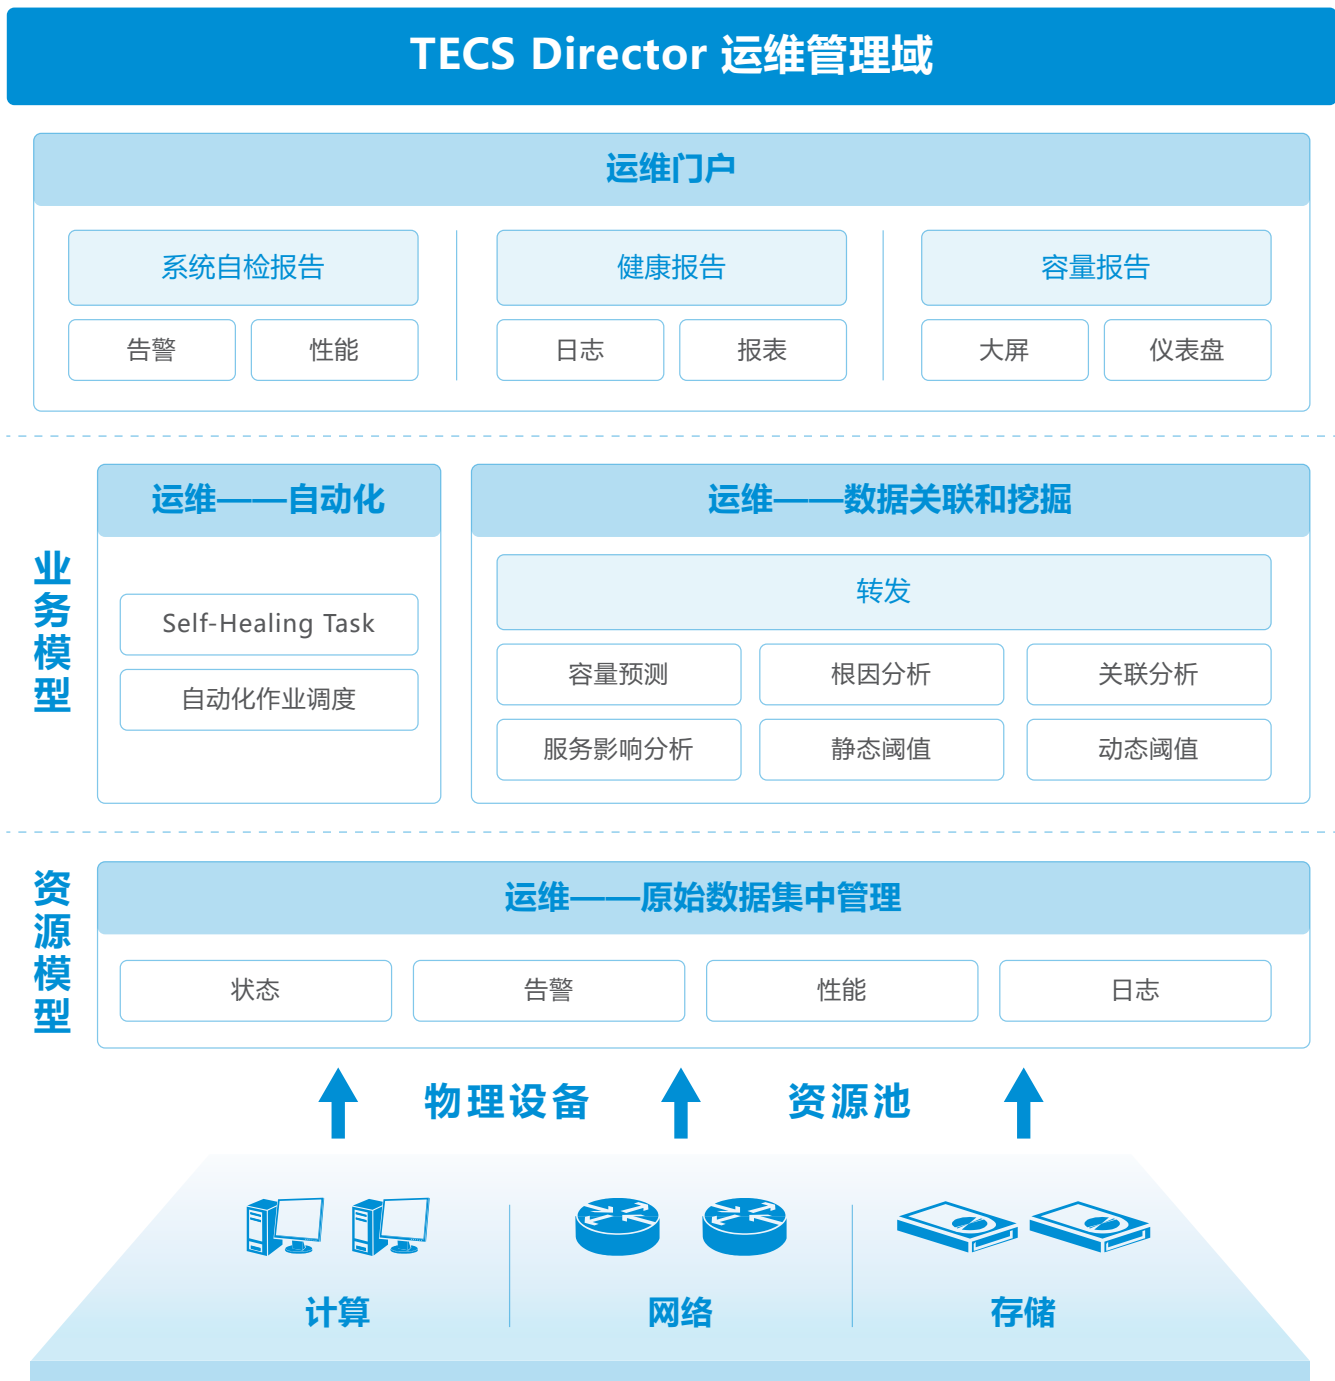 TECS Director 运维管理域
运维门户
系统自检报告
健康报告
容量报告
告警
性能
日志
报表
大屏
仪表盘
业务模型
运维——自动化
Self-Healing Task
自动化作业调度
运维——数据关联和挖掘
转发
容量预测
根因分析
关联分析
服务影响分析
静态阈值
动态阈值
资源模型
运维——原始数据集中管理
状态
告警
性能
日志
物理设备
资源池
计算
网络
存储